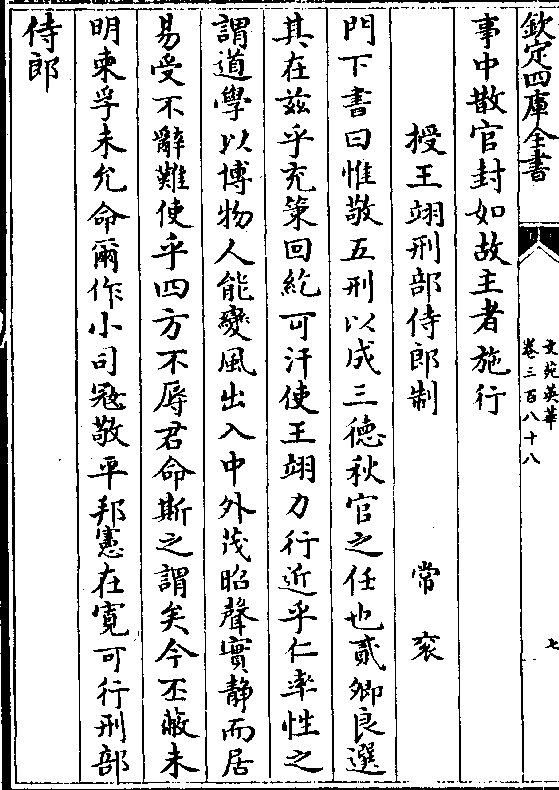 欽定四庫全書
文苑英華
卷三百八十八
七
事中散官封如故主者施行
授王翊刑部侍郎制 常衮
門下書曰惟敬五刑以成三德秋官之任也貳卿良選
其在兹乎充䇿回紇可汗使王翊力行近乎仁率性之
謂道學以博物人能變風出入中外茂昭聲實静而居
易受不辭難使乎四方不辱君命斯之謂矣今丕蔽未
明柬孚未允命爾作小司冦敬平邦憲在寛可行刑部
侍郎